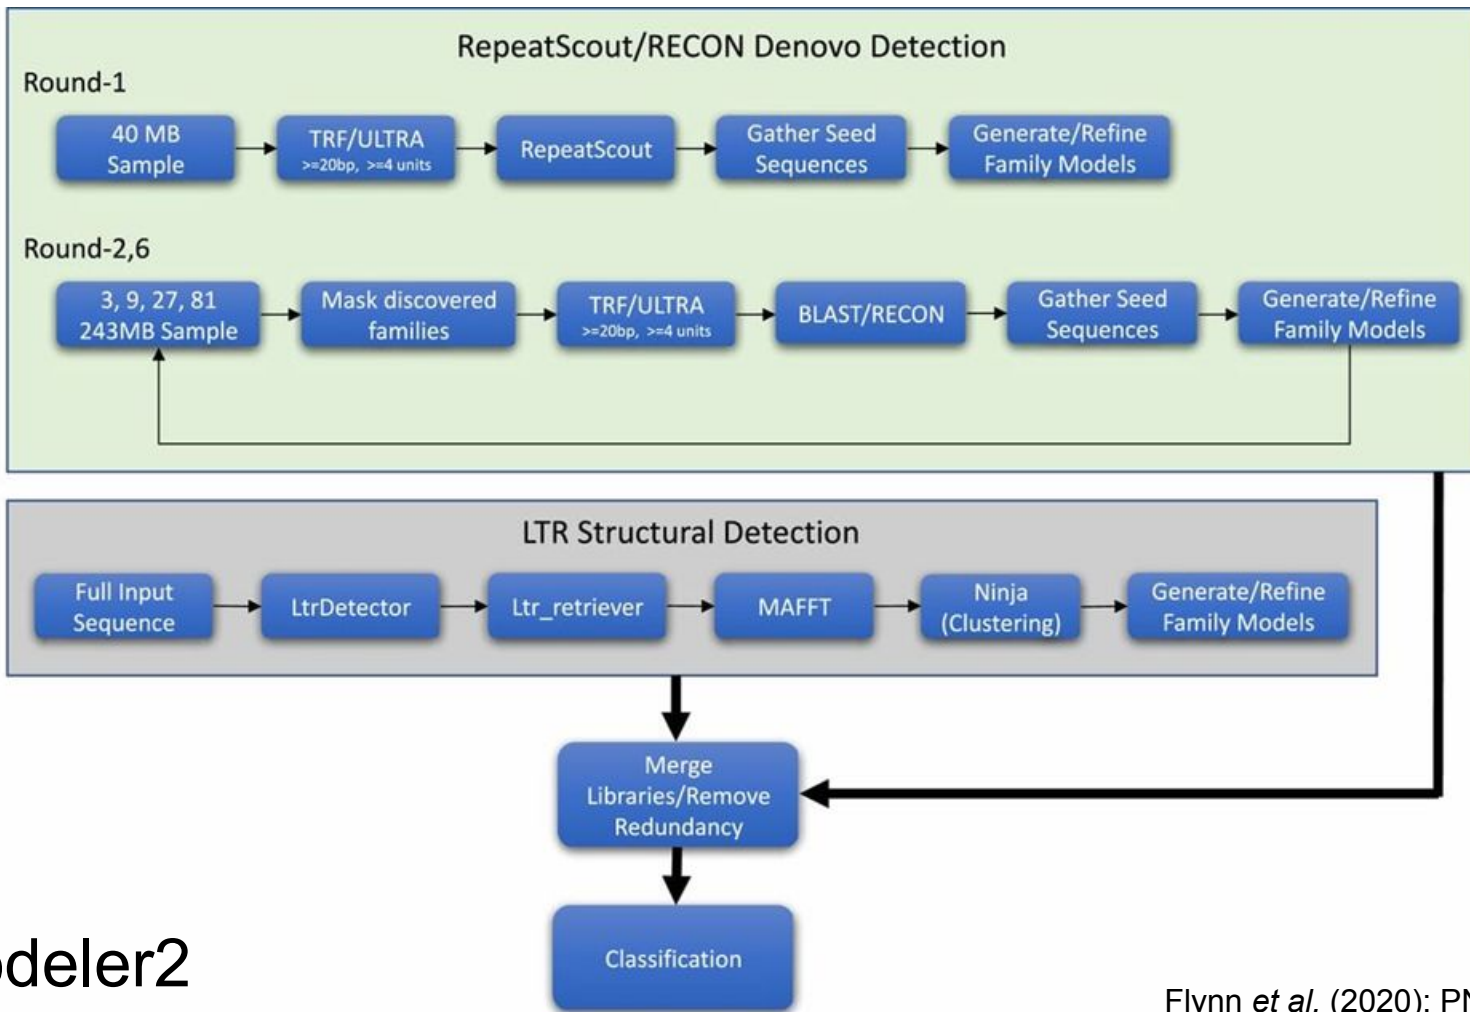 RepeatScout/RECON Denovo Detection
Round-1
40 MB
Sample
TRF/ULTRA
>=20bp, >=4 units
RepeatScout
Gather Seed
Sequences
Generate/Refine
Family Models
Round-2,6
3, 9, 27, 81
243MB Sample
Mask discovered
families
TRF/ULTRA
>=20bp, >=4 units
BLAST/RECON
Gather Seed
Sequences
Generate/Refine
Family Models
LTR Structural Detection
Full Input
Sequence
LtrDetector
Ltr_retriever
MAFFT
Ninja
(Clustering)
Generate/Refine
Family Models
Merge
Libraries/Remove
Redundancy
Classification
odeler2
Flynn et al. (2020): PN